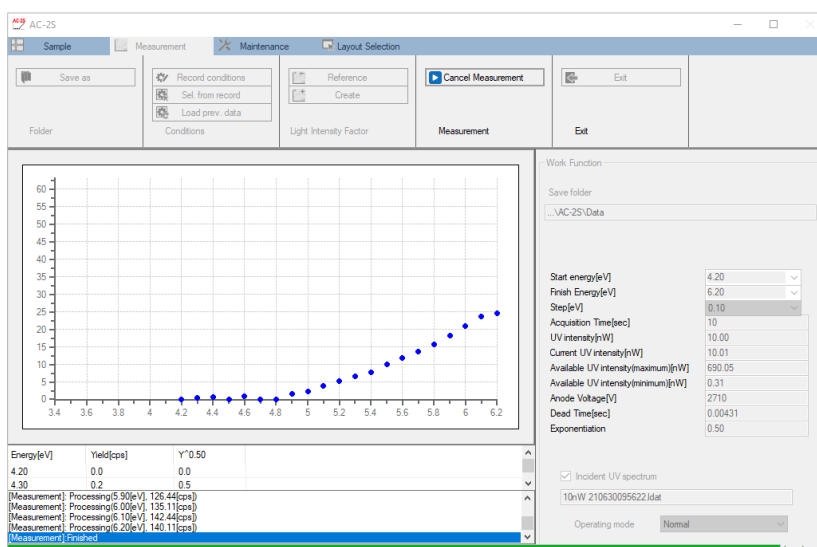 AC-2S
Sample Measurement Maintenance Layout Selection
Save as Record conditions Reference Cancel Measurement Exit
Sel. from record Create
Load prev. data
Folder Conditions Light Intensity Factor Measurement Exit
Work Function
Save folder
...\AC-2S\Data
60
55
50
45
40
35
30
25
20
15
10
5
0
3.4 3.6 3.8 4 4.2 4.4 4.6 4.8 5 5.2 5.4 5.6 5.8 6 6.2
Start energy[eV] 4.20
Finish Energy[eV] 6.20
Step[eV] 0.10
Acquisition Time[sec] 10
UV intensity[nW] 10.00
Current UV intensity[nW] 10.01
Available UV intensity(maximum)[nW] 690.05
Available UV intensity(minimum)[nW] 0.31
Anode Voltage[V] 2710
Dead Time[sec] 0.00431
Exponentiation 0.50
Energy[eV] Yield[cps] Y^0.50
4.20 0.0 0.0
4.30 0.2 0.5
[Measurement]: Processing(5.90[eV], 126.44[cps])
[Measurement]: Processing(6.00[eV], 135.11[cps])
[Measurement]: Processing(6.10[eV], 142.44[cps])
[Measurement]: Processing(6.20[eV], 140.11[cps])
[Measurement]:Finished
Incident UV spectrum
10nW 210630095622.ldat
Operating mode Normal